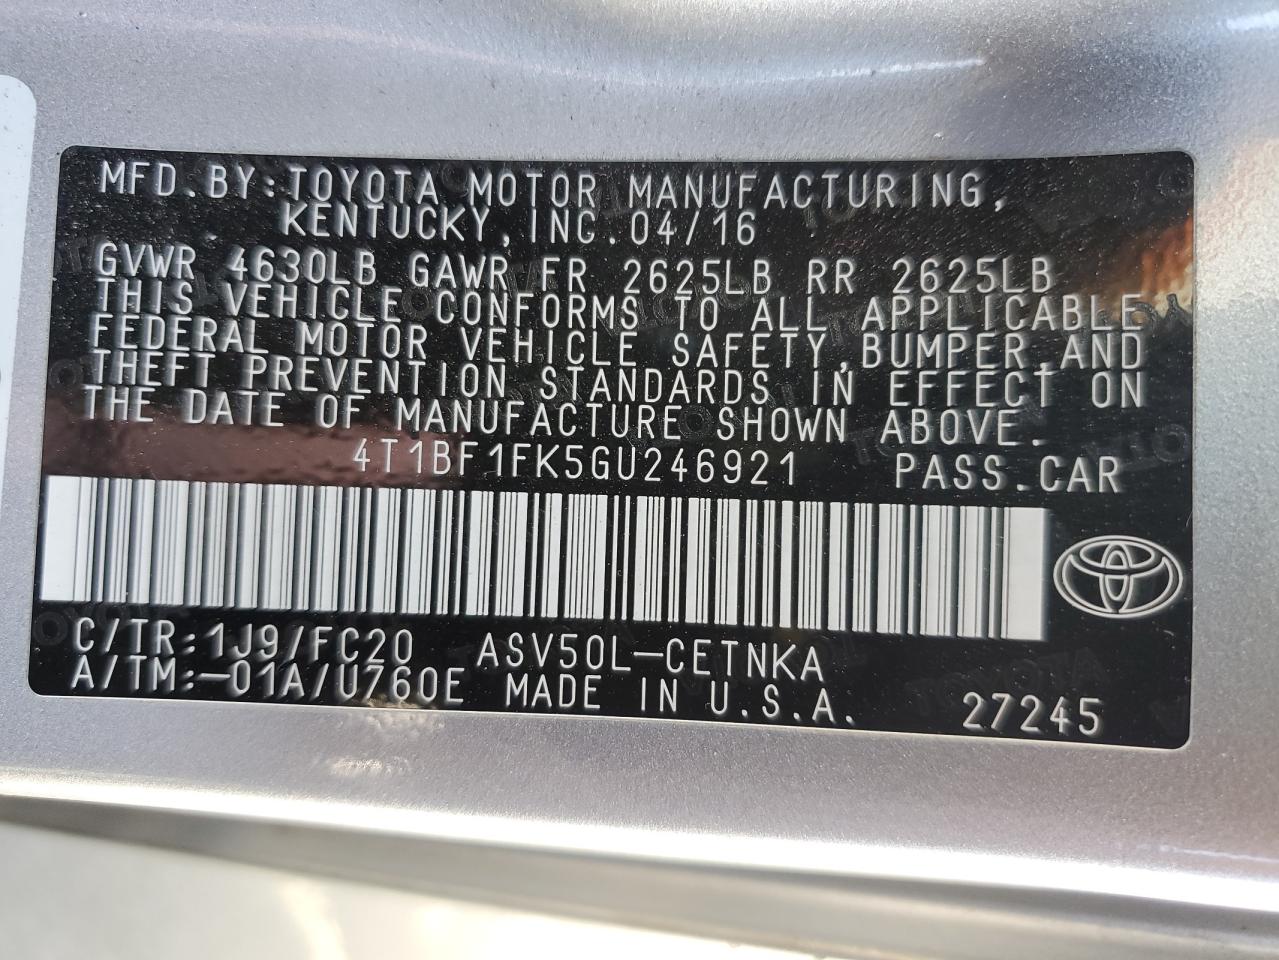 MFD.BY:TOYOTA MOTOR MANUFACTURING,
KENTUCKY,INC.04/16
GVWR 4630LB GAWR FR 2625LB RR 2625LB
THIS VEHICLE CONFORMS TO ALL APPLICABLE
FEDERAL MOTOR VEHICLE SAFETY,BUMPER,AND
THEFT PREVENTION STANDARDS IN EFFECT ON
THE DATE OF MANUFACTURE SHOWN ABOVE.
4T1BF1FK5GU246921 PASS.CAR
C/TR:1J9/FC20 ASV50L-CETNKA
A/TM:-01A/U760E MADE IN U.S.A. 27245